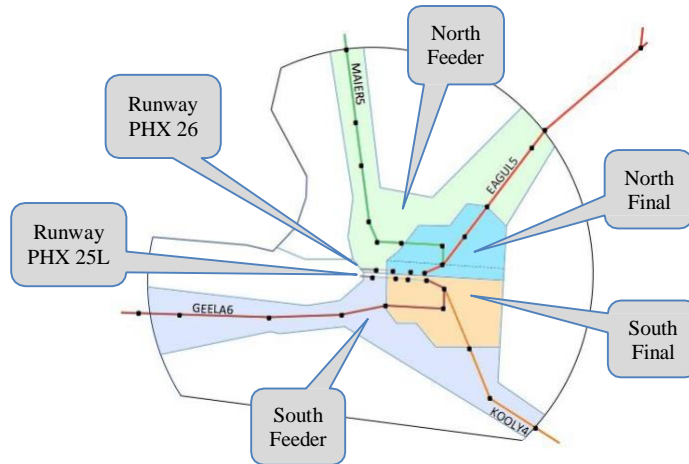 North
Feeder
MAIER5
Runway
PHX 26
EAGUL5
North
Final
Runway
PHX 25L
GEELA6
South
Final
South
Feeder
KOOLY4